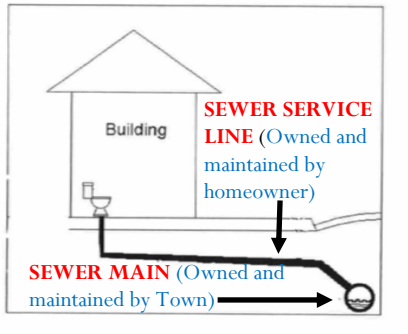 SEWER SERVICE
LINE (Owned and
maintained by
homeowner)
Building
SEWER MAIN (Owned and
maintained by Town)